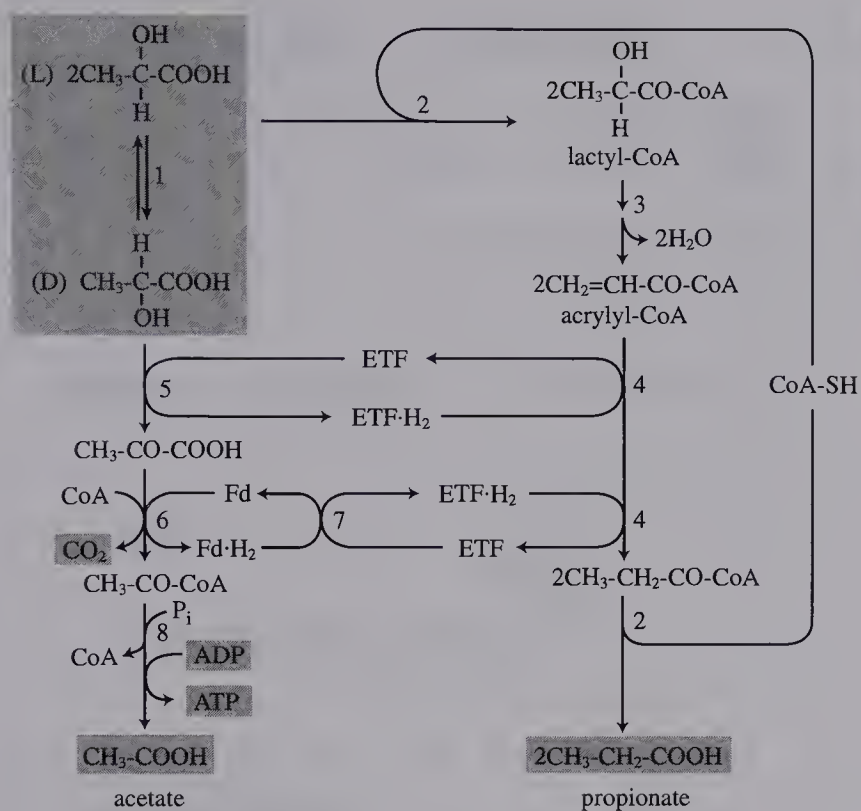 OH
(L) 2CH₃-C-COOH
H
1
H
(D) CH₃-C-COOH
OH
2
OH
2CH₃-C-CO-CoA
H
lactyl-CoA
3
2H₂O
2CH₂=CH-CO-CoA
acrylyl-CoA
ETF
5
4
CoA-SH
ETF·H₂
CH₃-CO-COOH
CoA
Fd
ETF·H₂
6
7
4
CO₂
Fd·H₂
ETF
CH₃-CO-CoA
2CH₃-CH₂-CO-CoA
Pᵢ
2
8
CoA
ADP
ATP
CH₃-COOH
2CH₃-CH₂-COOH
acetate
propionate